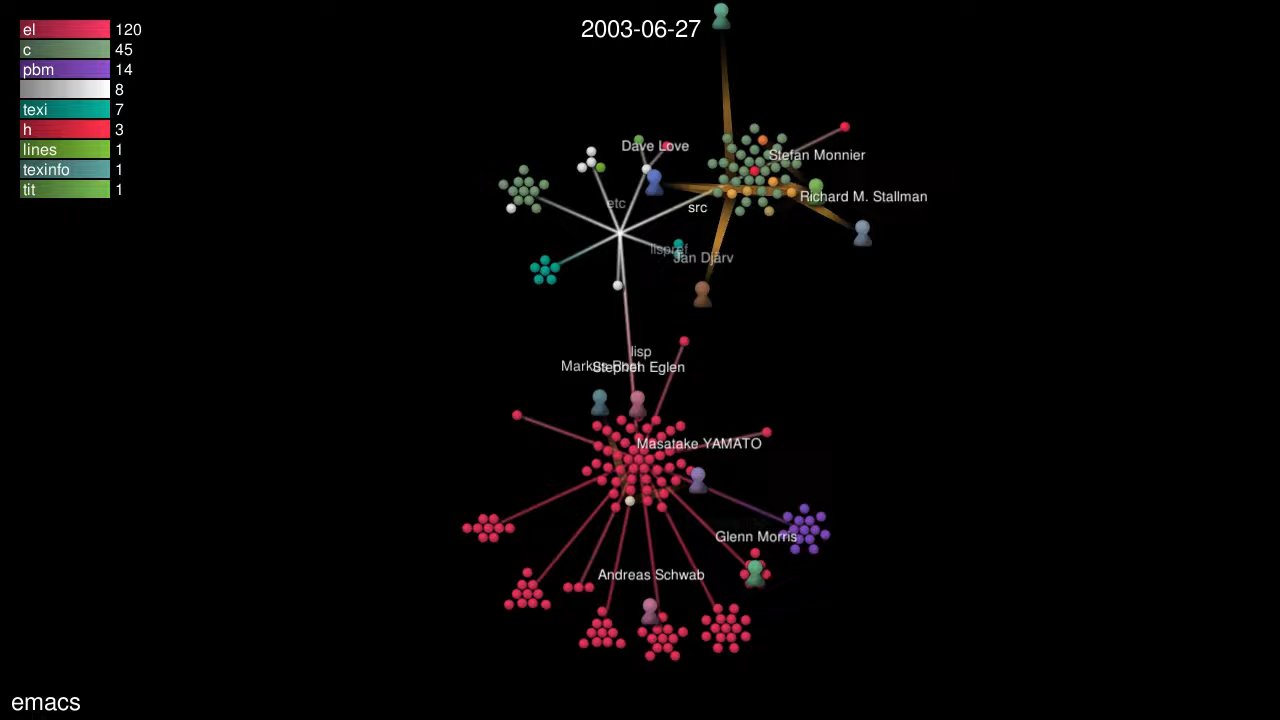 2003-06-27
el 120
c 45
pbm 14
8
texi 7
h 3
lines 1
texinfo 1
tit 1
Dave Love
Stefan Monnier
Richard M. Stallman
etc
src
lispref
Jan Djärv
lisp
Stephen Eglen
Masatake YAMATO
Glenn Morris
Andreas Schwab
emacs